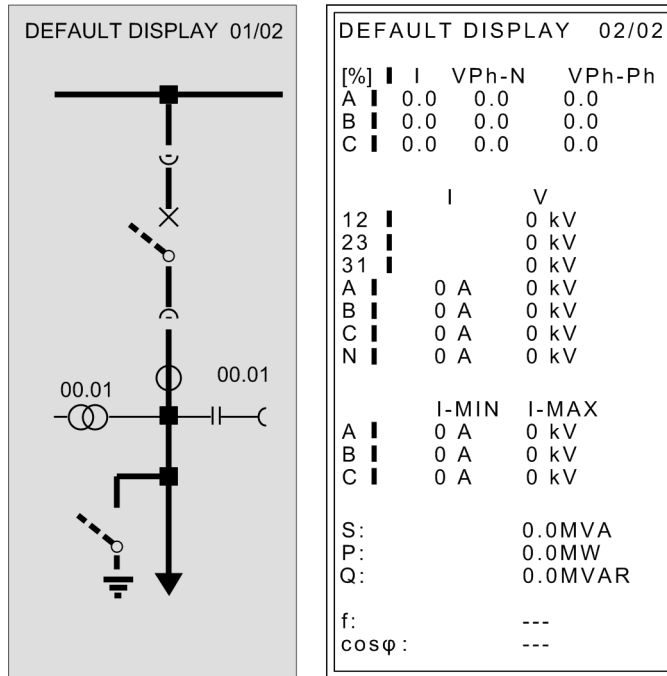 DEFAULT DISPLAY 01/02
00.01
00.01
DEFAULT DISPLAY 02/02
[%] I VPh-N VPh-Ph
A 0.0 0.0 0.0
B 0.0 0.0 0.0
C 0.0 0.0 0.0
I V
12 0 kV
23 0 kV
31 0 kV
A 0 A 0 kV
B 0 A 0 kV
C 0 A 0 kV
N 0 A 0 kV
I-MIN I-MAX
A 0 A 0 kV
B 0 A 0 kV
C 0 A 0 kV
S: 0.0MVA
P: 0.0MW
Q: 0.0MVAR
f: ---
cosφ: ---